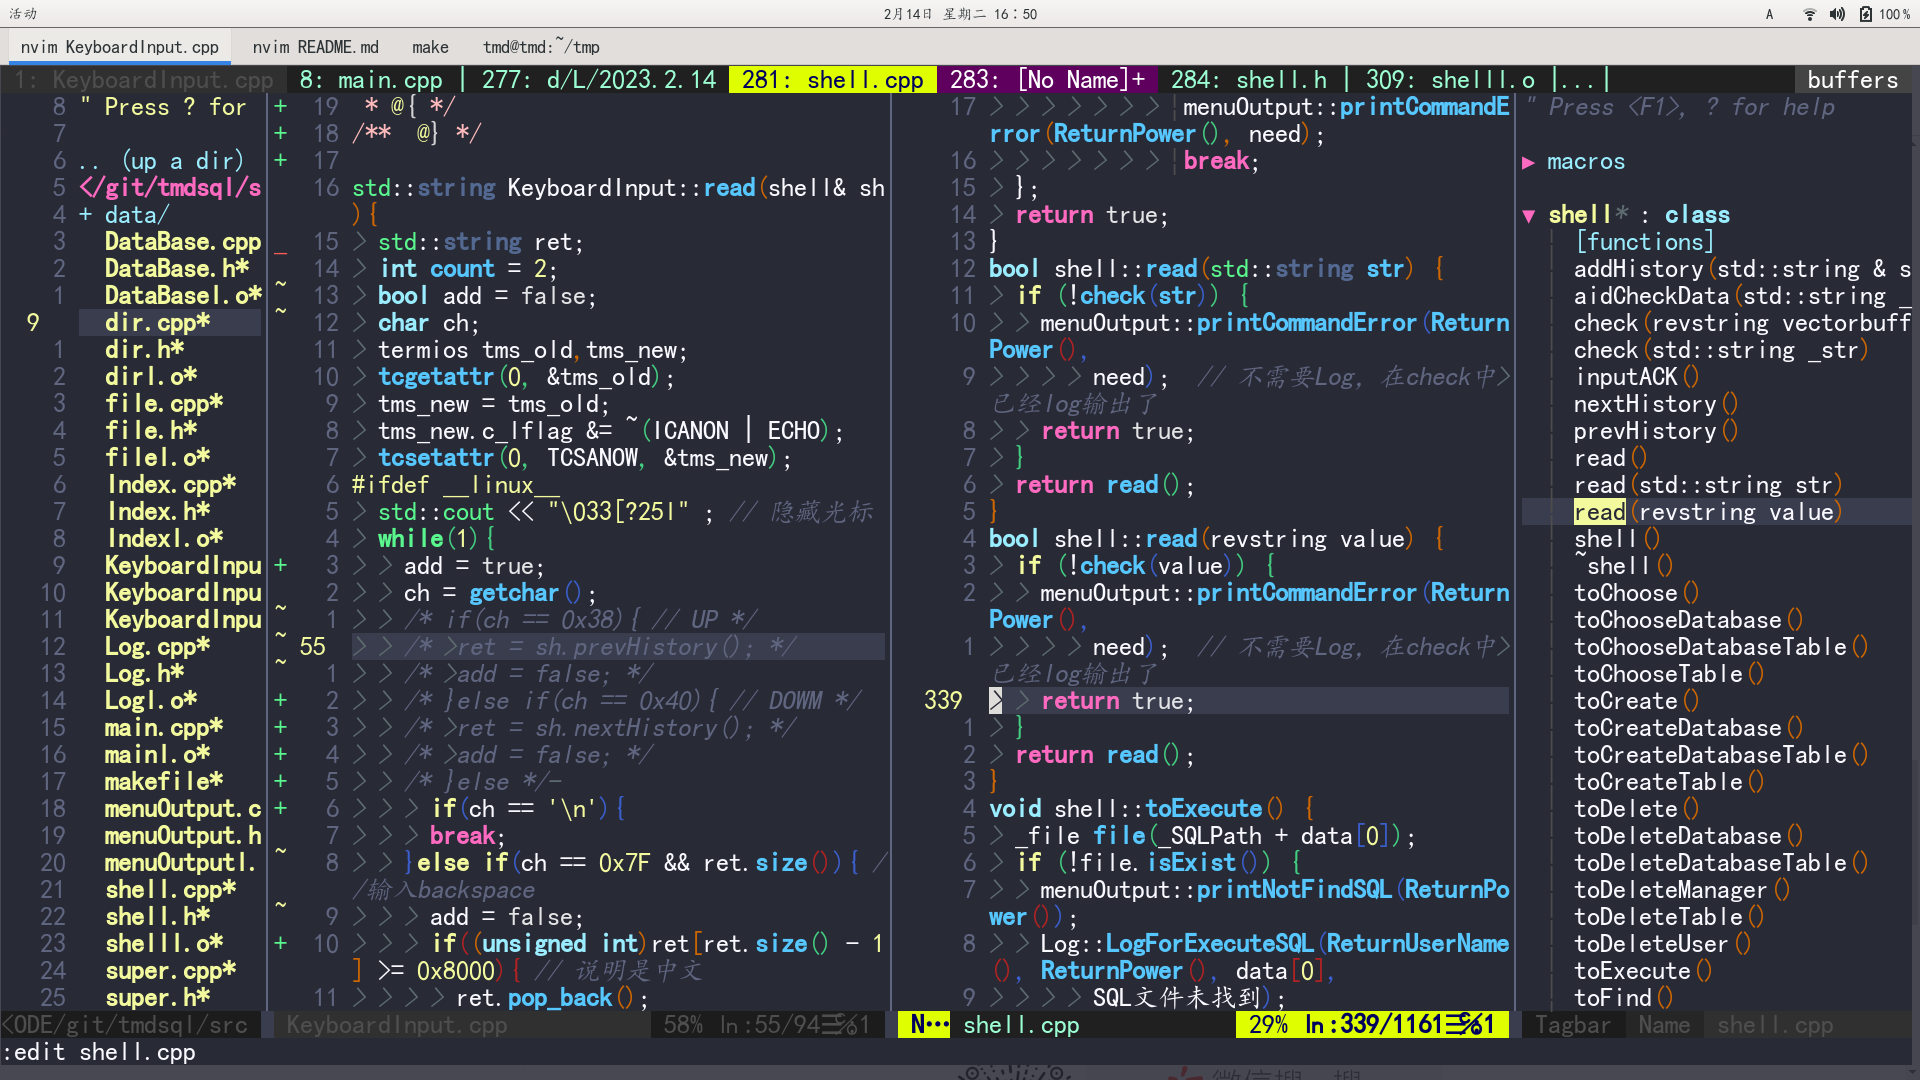 活动
2月14日 星期二 16：50
A
100%
nvim KeyboardInput.cpp
nvim README.md
make
tmd@tmd:~/tmp
1: KeyboardInput.cpp
8: main.cpp | 277: d/L/2023.2.14
281: shell.cpp
283: [No Name]+
284: shell.h | 309: shelll.o |...|
buffers
8 " Press ? for
7
6 .. (up a dir)
5 </git/tmdsql/s
4 + data/
3 DataBase.cpp
2 DataBase.h*
1 DataBasel.o*
9 dir.cpp*
1 dir.h*
2 dirl.o*
3 file.cpp*
4 file.h*
5 filel.o*
6 Index.cpp*
7 Index.h*
8 Indexl.o*
9 KeyboardInpu
10 KeyboardInpu
11 KeyboardInpu
12 Log.cpp*
13 Log.h*
14 Logl.o*
15 main.cpp*
16 mainl.o*
17 makefile*
18 menuOutput.c
19 menuOutput.h
20 menuOutputl.
21 shell.cpp*
22 shell.h*
23 shelll.o*
24 super.cpp*
25 super.h*
<ODE/git/tmdsql/src
+ 19  * @{ */
+ 18 /**  @} */
+ 17
16 std::string KeyboardInput::read(shell& sh
){
_ 15 > std::string ret;
14 > int count = 2;
~ 13 > bool add = false;
~ 12 > char ch;
11 > termios tms_old,tms_new;
10 > tcgetattr(0, &tms_old);
9 > tms_new = tms_old;
8 > tms_new.c_lflag &= ~(ICANON | ECHO);
7 > tcsetattr(0, TCSANOW, &tms_new);
6 #ifdef __linux__
5 > std::cout << "\033[?25l" ; // 隐藏光标
4 > while(1){
+ 3 > > add = true;
2 > > ch = getchar();
~ 1 > > /* if(ch == 0x38){ // UP */
~ 55 > > /* >ret = sh.prevHistory(); */
~ 1 > > /* >add = false; */
+ 2 > > /* }else if(ch == 0x40){ // DOWM */
+ 3 > > /* >ret = sh.nextHistory(); */
+ 4 > > /* >add = false; */
+ 5 > > /* }else */-
+ 6 > > > if(ch == '\n'){
7 > > > break;
~ 8 > > }else if(ch == 0x7F && ret.size()){ /
/输入backspace
~ 9 > > > add = false;
+ 10 > > > if((unsigned int)ret[ret.size() - 1
] >= 0x8000){ // 说明是中文
11 > > > > ret.pop_back();
KeyboardInput.cpp
58% ln:55/94☰℅1
17 > > > > > > > |menuOutput::printCommandE
rror(ReturnPower(), need);
16 > > > > > > > |break;
15 > };
14 > return true;
13 }
12 bool shell::read(std::string str) {
11 > if (!check(str)) {
10 > > menuOutput::printCommandError(Return
Power(),
9 > > > > need);  // 不需要Log, 在check中>
已经log输出了
8 > > return true;
7 > }
6 > return read();
5 }
4 bool shell::read(revstring value) {
3 > if (!check(value)) {
2 > > menuOutput::printCommandError(Return
Power(),
1 > > > > need);  // 不需要Log, 在check中>
已经log输出了
339 > > return true;
1 > }
2 > return read();
3 }
4 void shell::toExecute() {
5 > _file file(_SQLPath + data[0]);
6 > if (!file.isExist()) {
7 > > menuOutput::printNotFindSQL(ReturnPo
wer());
8 > > Log::LogForExecuteSQL(ReturnUserName
(), ReturnPower(), data[0],
9 > > > > SQL文件未找到);
N···
shell.cpp
29% ln:339/1161☰℅1
" Press <F1>, ? for help
▶ macros
▼ shell* : class
[functions]
addHistory(std::string & s
aidCheckData(std::string _
check(revstring vectorbuff
check(std::string _str)
inputACK()
nextHistory()
prevHistory()
read()
read(std::string str)
read(revstring value)
shell()
~shell()
toChoose()
toChooseDatabase()
toChooseDatabaseTable()
toChooseTable()
toCreate()
toCreateDatabase()
toCreateDatabaseTable()
toCreateTable()
toDelete()
toDeleteDatabase()
toDeleteDatabaseTable()
toDeleteManager()
toDeleteTable()
toDeleteUser()
toExecute()
toFind()
Tagbar
Name
shell.cpp
:edit shell.cpp